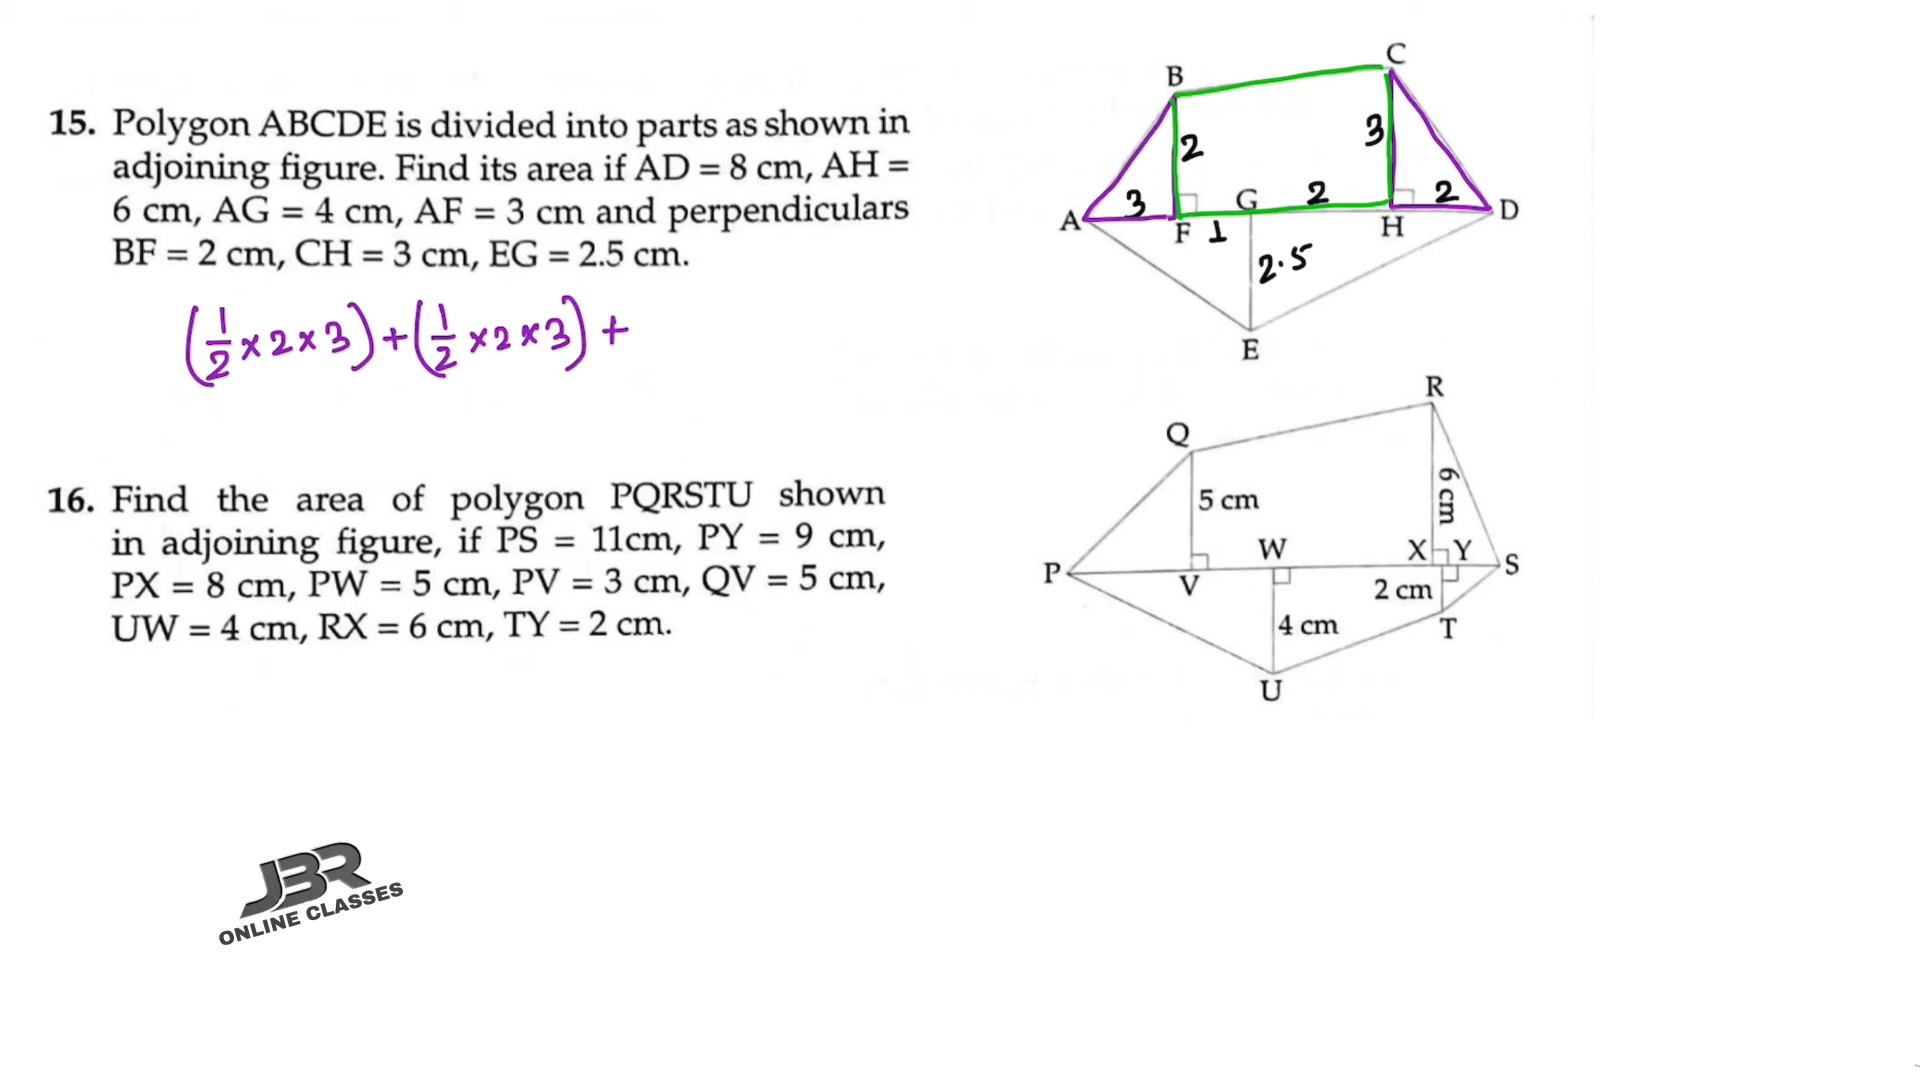 15. Polygon ABCDE is divided into parts as shown in
adjoining figure. Find its area if AD = 8 cm, AH =
6 cm, AG = 4 cm, AF = 3 cm and perpendiculars
BF = 2 cm, CH = 3 cm, EG = 2.5 cm.
(1/2 × 2 × 3) + (1/2 × 2 × 3) +
B
C
2
3
A
3
G
2
2
D
F
1
H
2.5
E
16. Find the area of polygon PQRSTU shown
in adjoining figure, if PS = 11cm, PY = 9 cm,
PX = 8 cm, PW = 5 cm, PV = 3 cm, QV = 5 cm,
UW = 4 cm, RX = 6 cm, TY = 2 cm.
R
Q
5 cm
6 cm
W
X
Y
P
V
S
2 cm
4 cm
T
U
JBR
ONLINE CLASSES